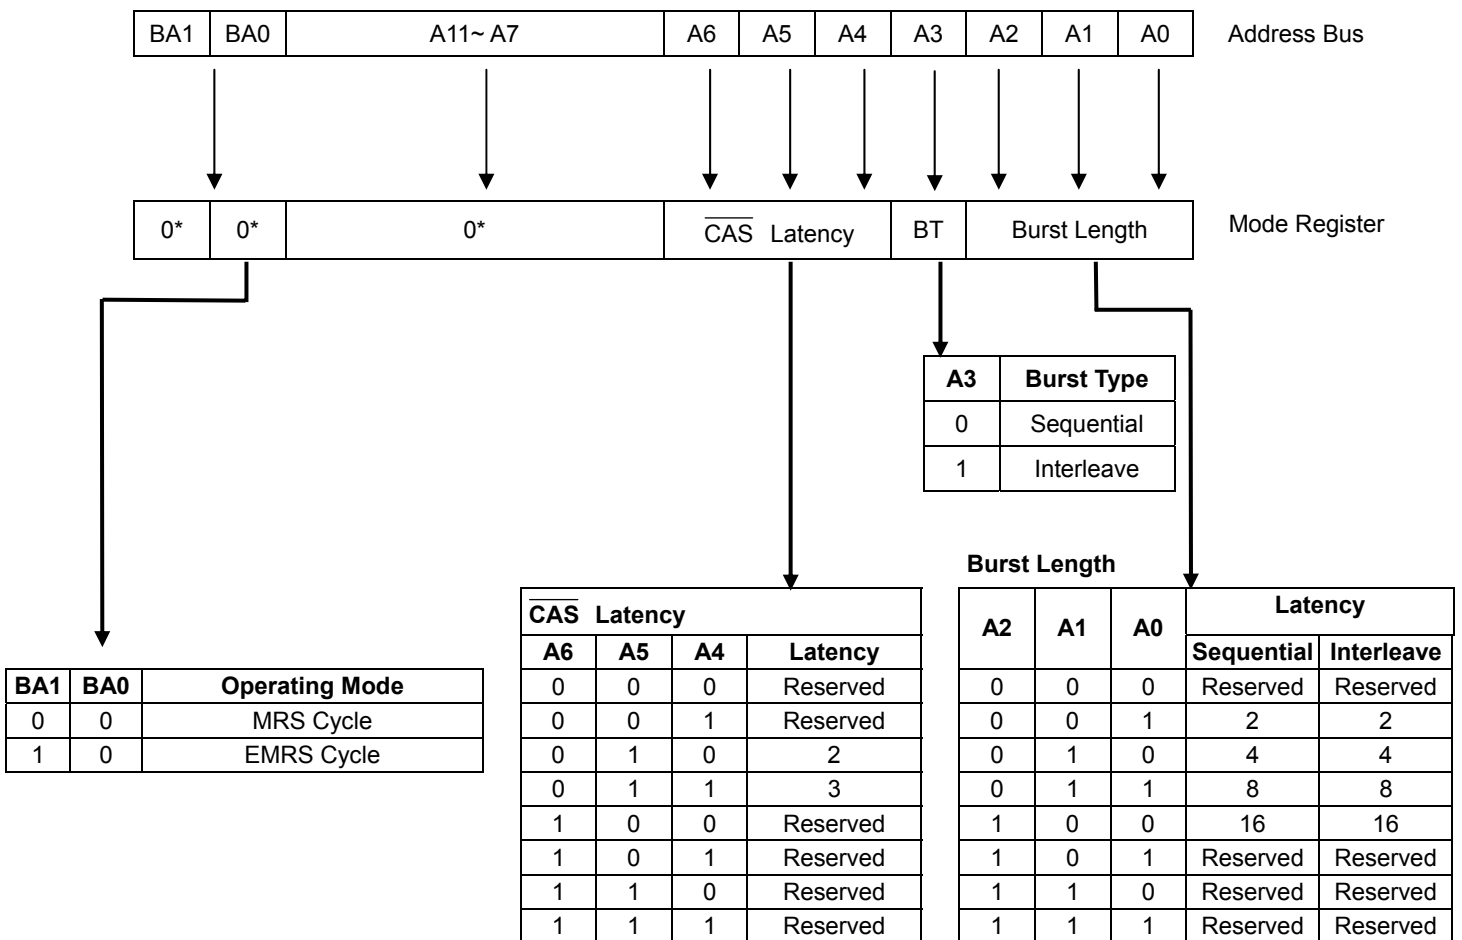 BA1 BA0 A11~ A7 A6 A5 A4 A3 A2 A1 A0 Address Bus
0* 0* 0* CAS Latency BT Burst Length Mode Register
A3 Burst Type
0 Sequential
1 Interleave
BA1 BA0 Operating Mode
0 0 MRS Cycle
1 0 EMRS Cycle
CAS Latency
A6 A5 A4 Latency
0 0 0 Reserved
0 0 1 Reserved
0 1 0 2
0 1 1 3
1 0 0 Reserved
1 0 1 Reserved
1 1 0 Reserved
1 1 1 Reserved
Burst Length
A2 A1 A0 Latency
Sequential Interleave
0 0 0 Reserved Reserved
0 0 1 2 2
0 1 0 4 4
0 1 1 8 8
1 0 0 16 16
1 0 1 Reserved Reserved
1 1 0 Reserved Reserved
1 1 1 Reserved Reserved